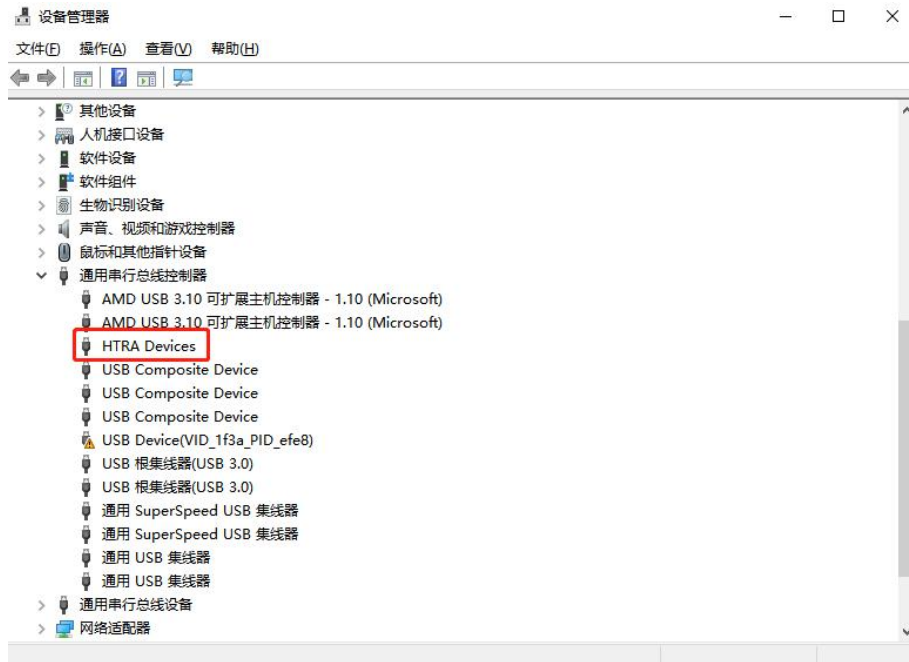 设备管理器
文件(F) 操作(A) 查看(V) 帮助(H)
其他设备
人机接口设备
软件设备
软件组件
生物识别设备
声音、视频和游戏控制器
鼠标和其他指针设备
通用串行总线控制器
AMD USB 3.10 可扩展主机控制器 - 1.10 (Microsoft)
AMD USB 3.10 可扩展主机控制器 - 1.10 (Microsoft)
HTRA Devices
USB Composite Device
USB Composite Device
USB Composite Device
USB Device(VID_1f3a_PID_efe8)
USB 根集线器(USB 3.0)
USB 根集线器(USB 3.0)
通用 SuperSpeed USB 集线器
通用 SuperSpeed USB 集线器
通用 USB 集线器
通用 USB 集线器
通用串行总线设备
网络适配器